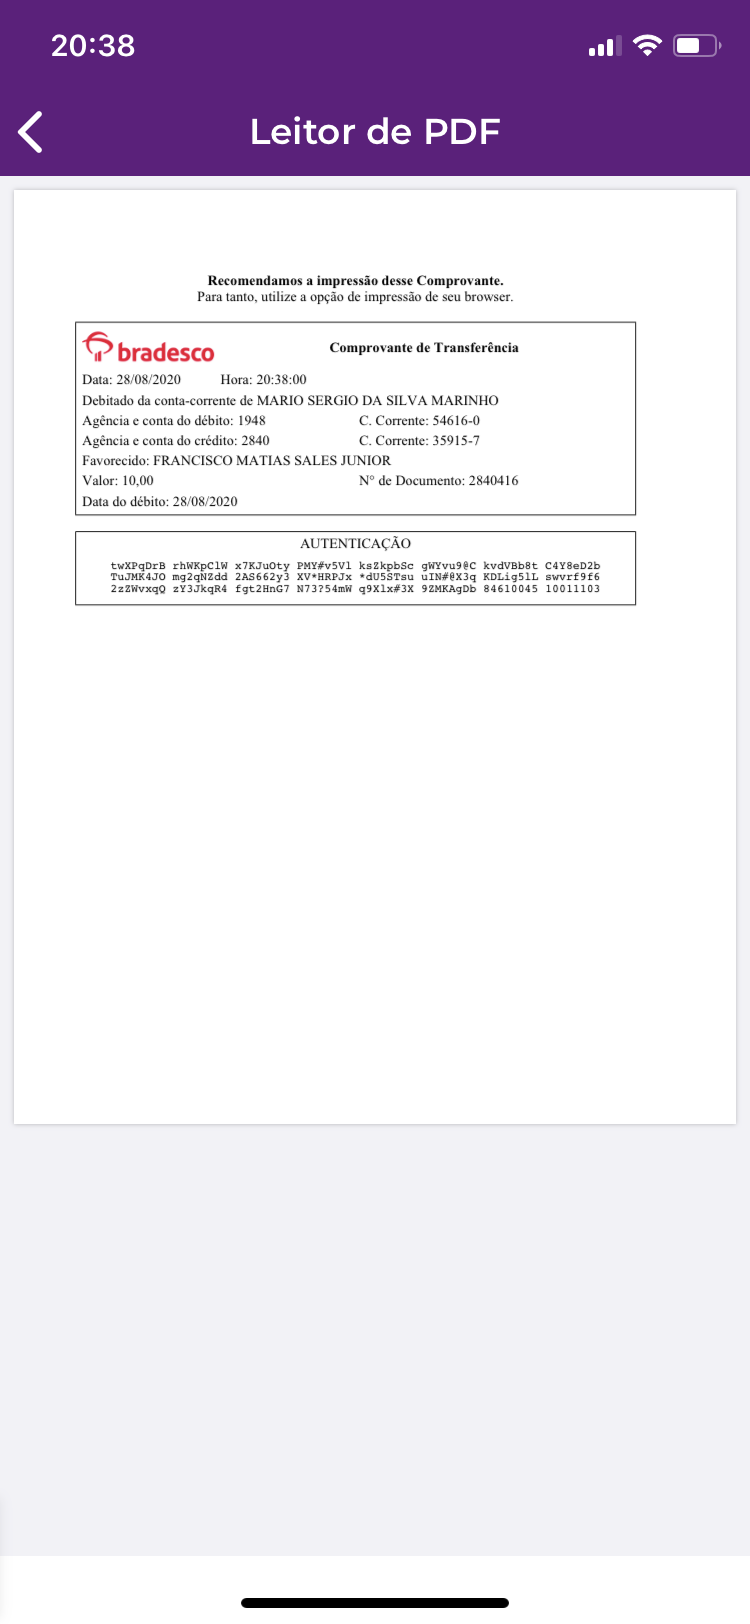 20:38
Leitor de PDF
Recomendamos a impressão desse Comprovante.
Para tanto, utilize a opção de impressão de seu browser.
bradesco Comprovante de Transferência
Data: 28/08/2020 Hora: 20:38:00
Debitado da conta-corrente de MARIO SERGIO DA SILVA MARINHO
Agência e conta do débito: 1948 C. Corrente: 54616-0
Agência e conta do crédito: 2840 C. Corrente: 35915-7
Favorecido: FRANCISCO MATIAS SALES JUNIOR
Valor: 10,00 N° de Documento: 2840416
Data do débito: 28/08/2020
AUTENTICAÇÃO
twXPqDrB rhWKpClW x7KJuOty PMY#v5Vl ksZkpbSc gWYvu9@C kvdVBb8t C4Y8eD2b
TuJMK4JO mg2qNZdd 2AS662y3 XV*HRPJx *dU5STsu uIN#@X3q KDLig5lL swvrf9f6
2zZWvxqQ zY3JkqR4 fgt2HnG7 N73?54mW q9Xlx#3X 9ZMKAgDb 84610045 10011103